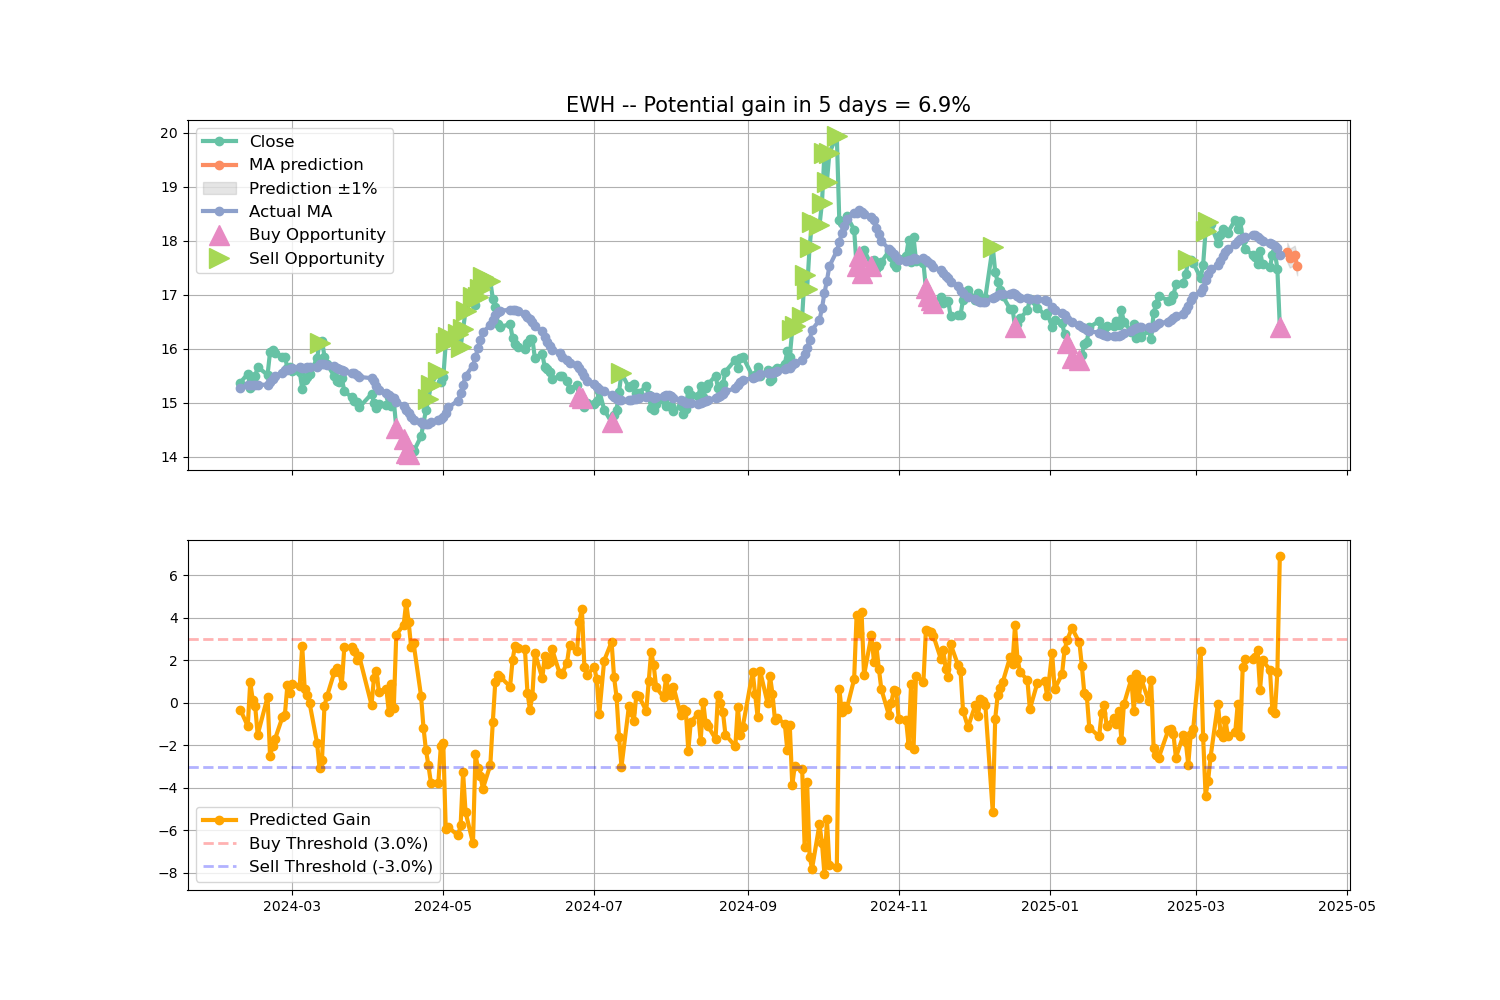 EWH -- Potential gain in 5 days = 6.9%
20
19
18
17
16
15
14
Close
MA prediction
Prediction ±1%
Actual MA
Buy Opportunity
Sell Opportunity
6
4
2
0
−2
−4
−6
−8
Predicted Gain
Buy Threshold (3.0%)
Sell Threshold (-3.0%)
2024-03 2024-05 2024-07 2024-09 2024-11 2025-01 2025-03 2025-05